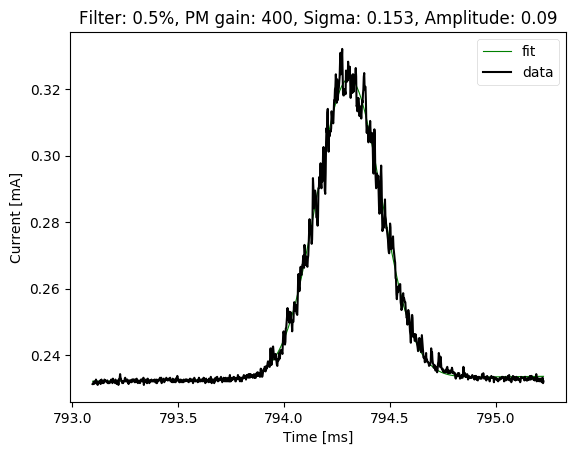 Filter: 0.5%, PM gain: 400, Sigma: 0.153, Amplitude: 0.09
fit
data
0.32
0.30
0.28
0.26
0.24
Current [mA]
793.0 793.5 794.0 794.5 795.0
Time [ms]